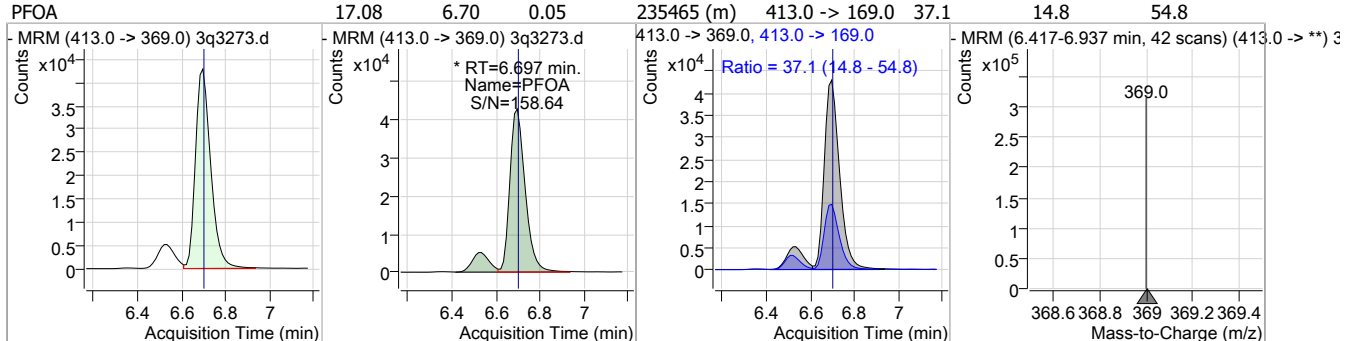 PFOA 17.08 6.70 0.05 235465 (m) 413.0 -> 169.0 37.1 14.8 54.8
- MRM (413.0 -> 369.0) 3q3273.d
Counts
x10^4
3.5
3
2.5
2
1.5
1
0.5
0
6.4 6.6 6.8 7
Acquisition Time (min)
- MRM (413.0 -> 369.0) 3q3273.d
Counts
x10^4
* RT=6.697 min.
Name=PFOA
S/N=158.64
4
3
2
1
0
6.4 6.6 6.8 7
Acquisition Time (min)
413.0 -> 369.0, 413.0 -> 169.0
Counts
x10^4
Ratio = 37.1 (14.8 - 54.8)
4
3.5
3
2.5
2
1.5
1
0.5
0
6.4 6.6 6.8 7
Acquisition Time (min)
- MRM (6.417-6.937 min, 42 scans) (413.0 -> **) 3
Counts
x10^5
369.0
3
2.5
2
1.5
1
0.5
0
368.6 368.8 369 369.2 369.4
Mass-to-Charge (m/z)